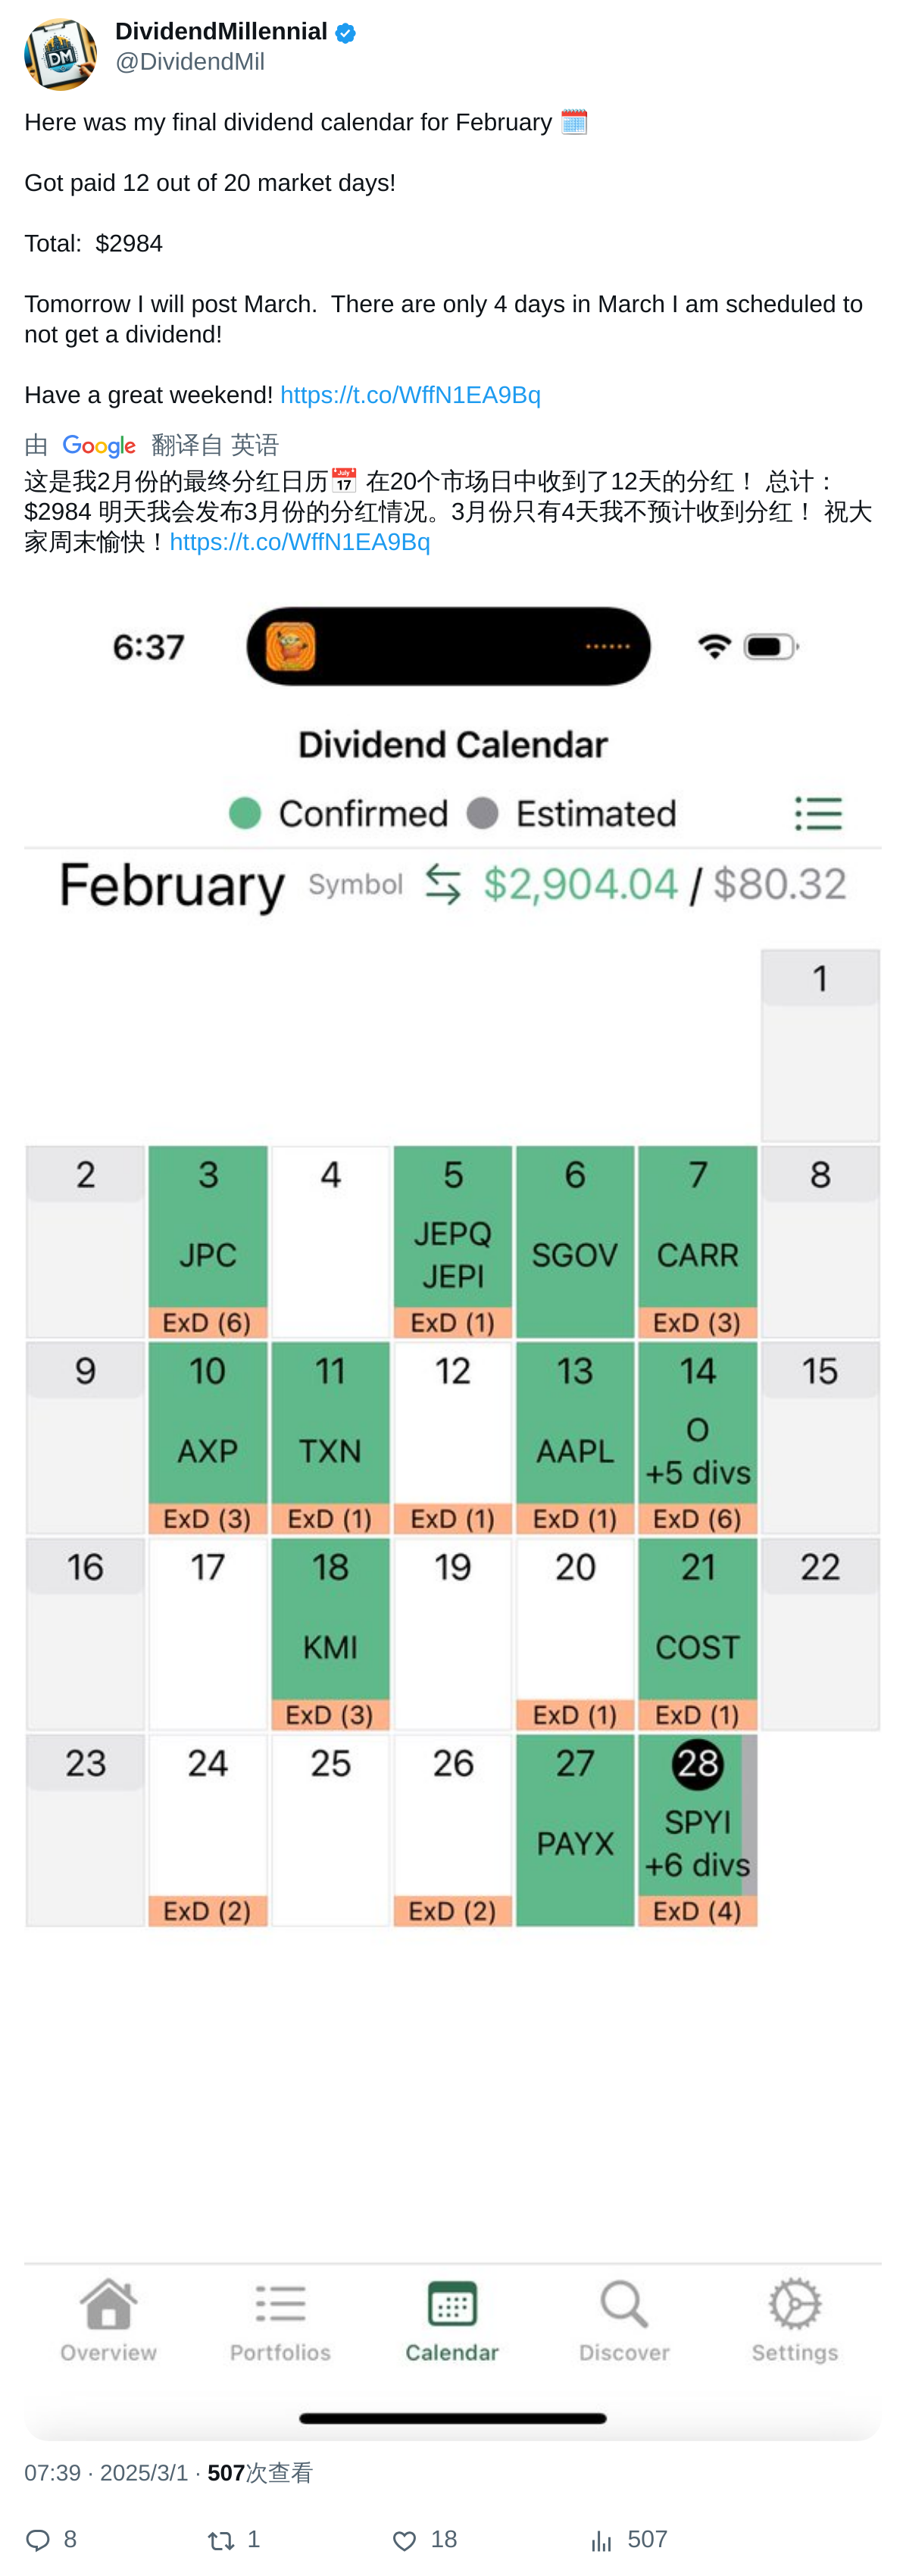 DividendMillennial
@DividendMil
Here was my final dividend calendar for February
Got paid 12 out of 20 market days!
Total:  $2984
Tomorrow I will post March.  There are only 4 days in March I am scheduled to
not get a dividend!
Have a great weekend! https://t.co/WffN1EA9Bq
由 Google 翻译自 英语
这是我2月份的最终分红日历📅 在20个市场日中收到了12天的分红！ 总计：
$2984 明天我会发布3月份的分红情况。3月份只有4天我不预计收到分红！ 祝大
家周末愉快！https://t.co/WffN1EA9Bq
6:37
Dividend Calendar
Confirmed Estimated
February Symbol $2,904.04 / $80.32
1
2 3 4 5 6 7 8
JPC JEPQ JEPI SGOV CARR
ExD (6) ExD (1) ExD (3)
9 10 11 12 13 14 15
AXP TXN AAPL O +5 divs
ExD (3) ExD (1) ExD (1) ExD (1) ExD (6)
16 17 18 19 20 21 22
KMI COST
ExD (3) ExD (1) ExD (1)
23 24 25 26 27 28
PAYX SPYI +6 divs
ExD (2) ExD (2) ExD (4)
Overview Portfolios Calendar Discover Settings
07:39 · 2025/3/1 · 507次查看
8 1 18 507